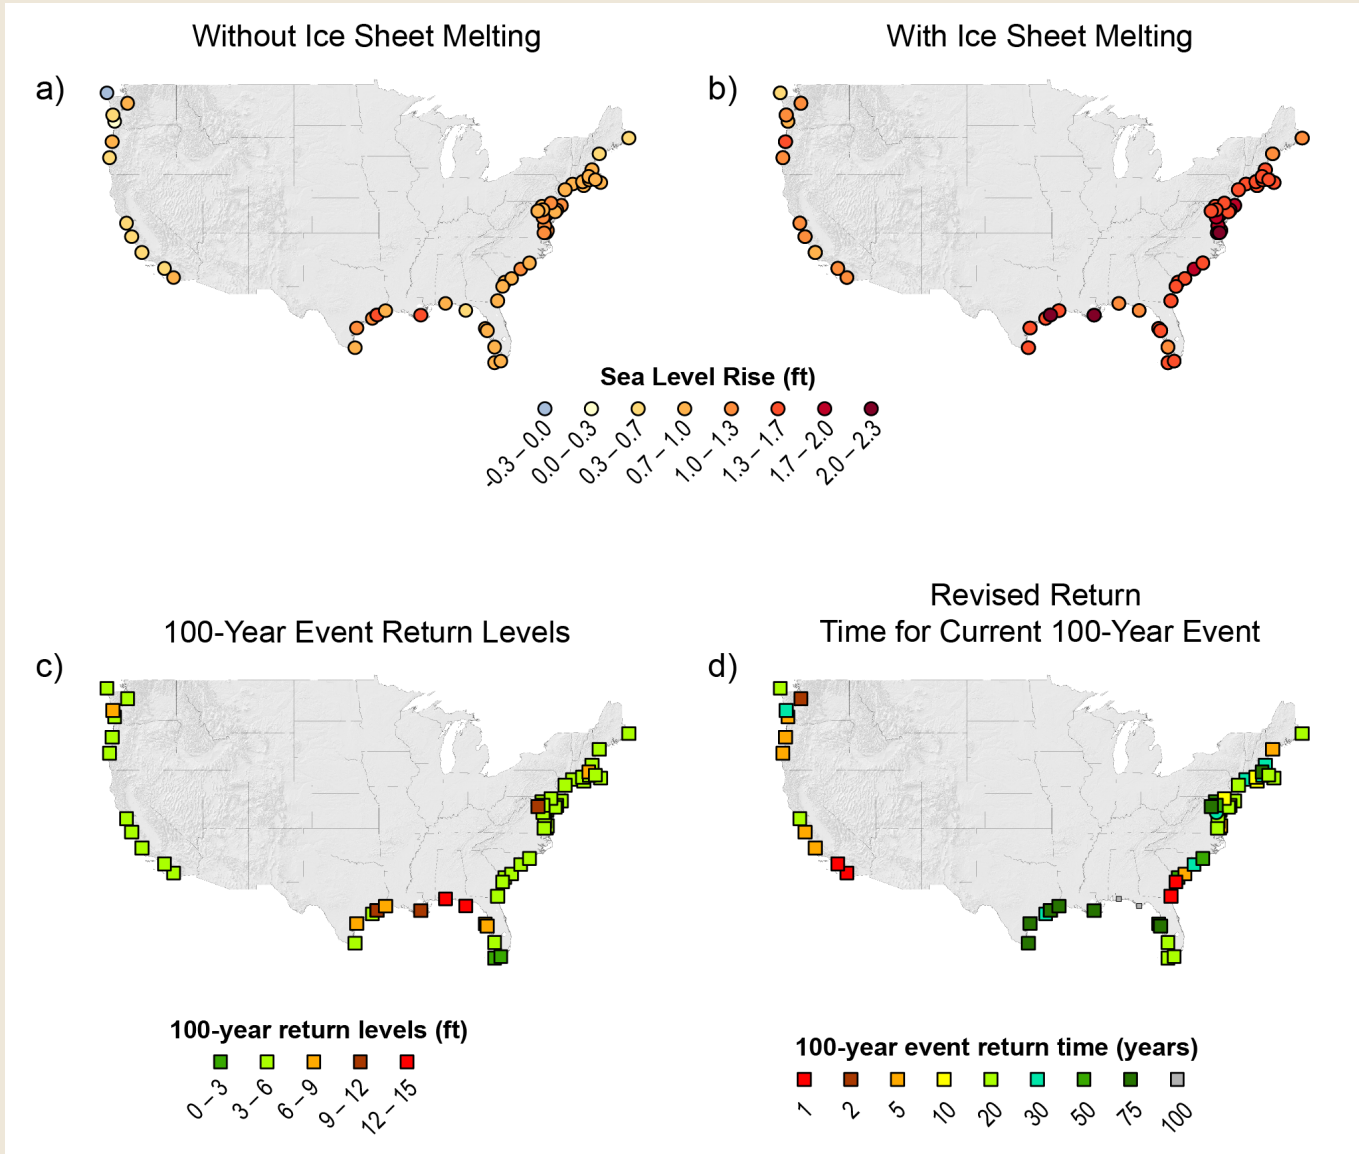 Without Ice Sheet Melting
With Ice Sheet Melting
a)
b)
Sea Level Rise (ft)
-0.3 – 0.0
0.0 – 0.3
0.3 – 0.7
0.7 – 1.0
1.0 – 1.3
1.3 – 1.7
1.7 – 2.0
2.0 – 2.3
100-Year Event Return Levels
Revised Return
Time for Current 100-Year Event
c)
d)
100-year return levels (ft)
0 – 3
3 – 6
6 – 9
9 – 12
12 – 15
100-year event return time (years)
1
2
5
10
20
30
50
75
100